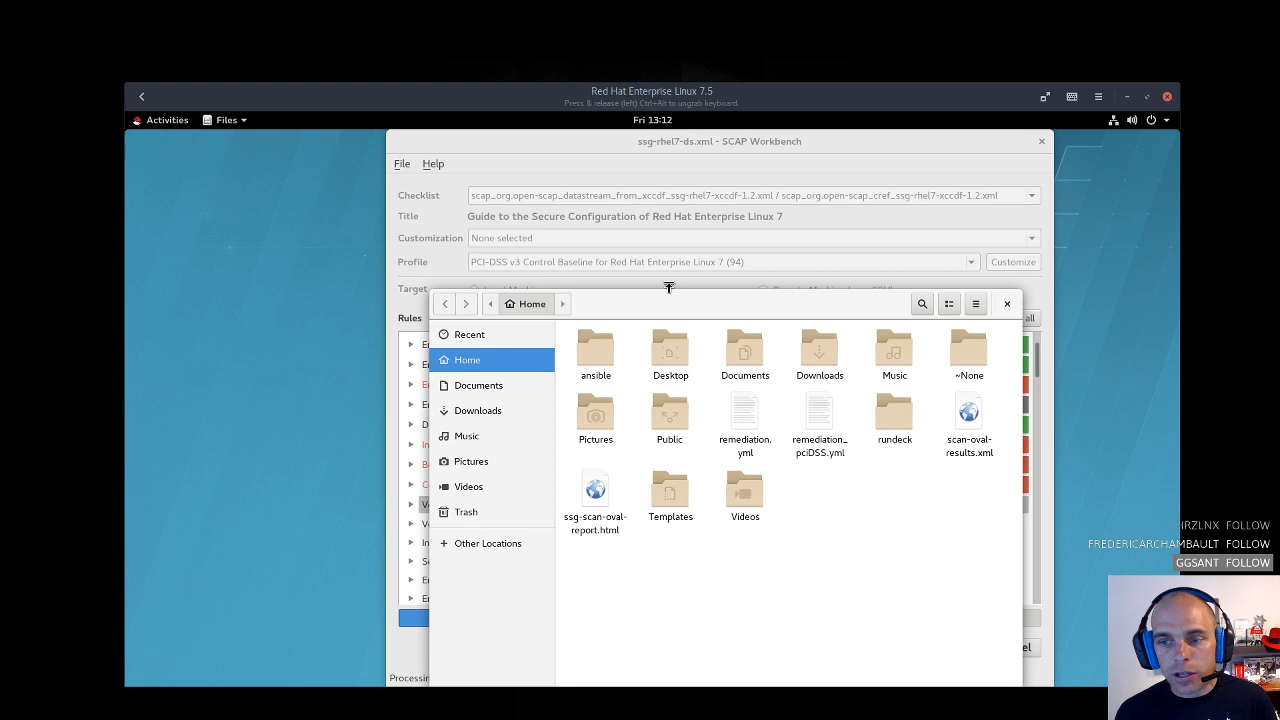 Red Hat Enterprise Linux 7.5
Press & release (left) Ctrl+Alt to ungrab keyboard.
Activities
Files
Fri 13:12
ssg-rhel7-ds.xml - SCAP Workbench
File
Help
Checklist
scap_org.open-scap_datastream_from_xccdf_ssg-rhel7-xccdf-1.2.xml / scap_org.open-scap_cref_ssg-rhel7-xccdf-1.2.xml
Title
Guide to the Secure Configuration of Red Hat Enterprise Linux 7
Customization
None selected
Profile
PCI-DSS v3 Control Baseline for Red Hat Enterprise Linux 7 (94)
Customize
Target
Rules
all
Home
Recent
Home
Documents
Downloads
Music
Pictures
Videos
Trash
Other Locations
ansible
Desktop
Documents
Downloads
Music
~None
Pictures
Public
remediation.
yml
remediation_
pciDSS.yml
rundeck
scan-oval-
results.xml
ssg-scan-oval-
report.html
Templates
Videos
Processing
HRZLNX FOLLOW
FREDERICARCHAMBAULT FOLLOW
GGSANT FOLLOW